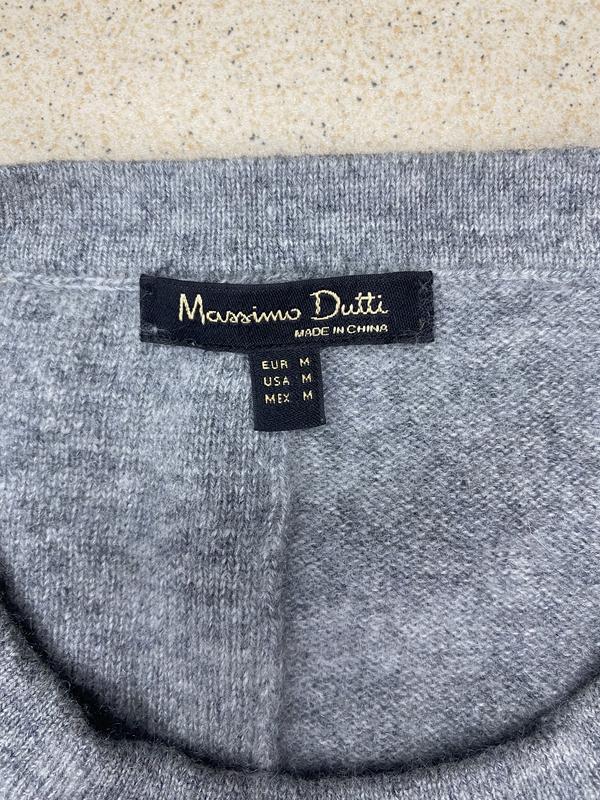 Massimo Dutti
MADE IN CHINA
EUR M
USA M
MEX M